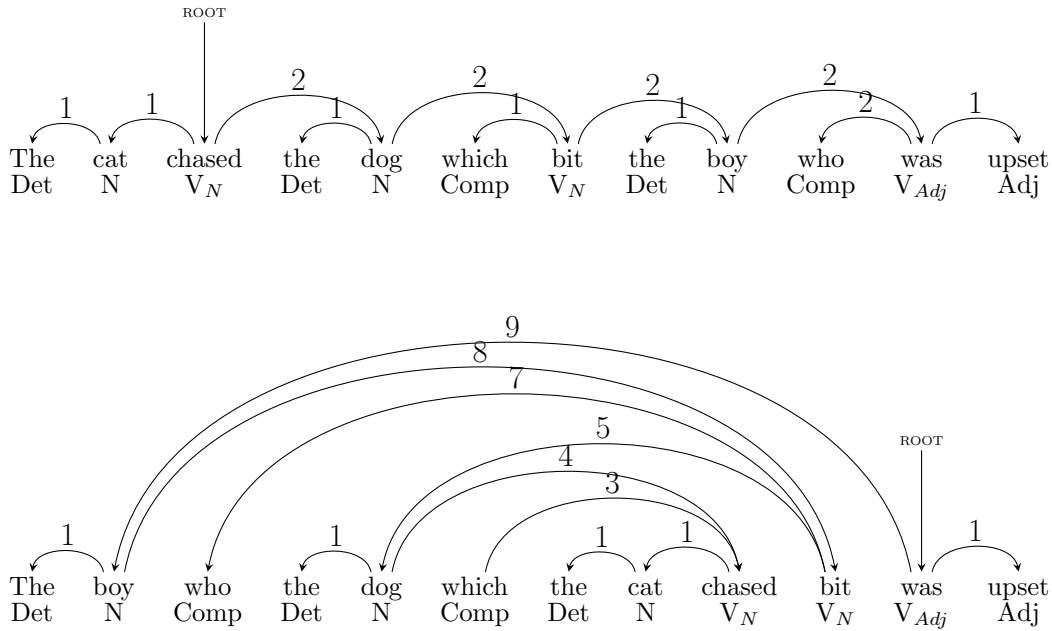 ROOT
2 2 2 2
1 1 1 1 1 2 1
The cat chased the dog which bit the boy who was upset
Det N V_N Det N Comp V_N Det N Comp V_Adj Adj
9
8
7
5
ROOT
4
3
1 1 1 1 1
The boy who the dog which the cat chased bit was upset
Det N Comp Det N Comp Det N V_N V_N V_Adj Adj